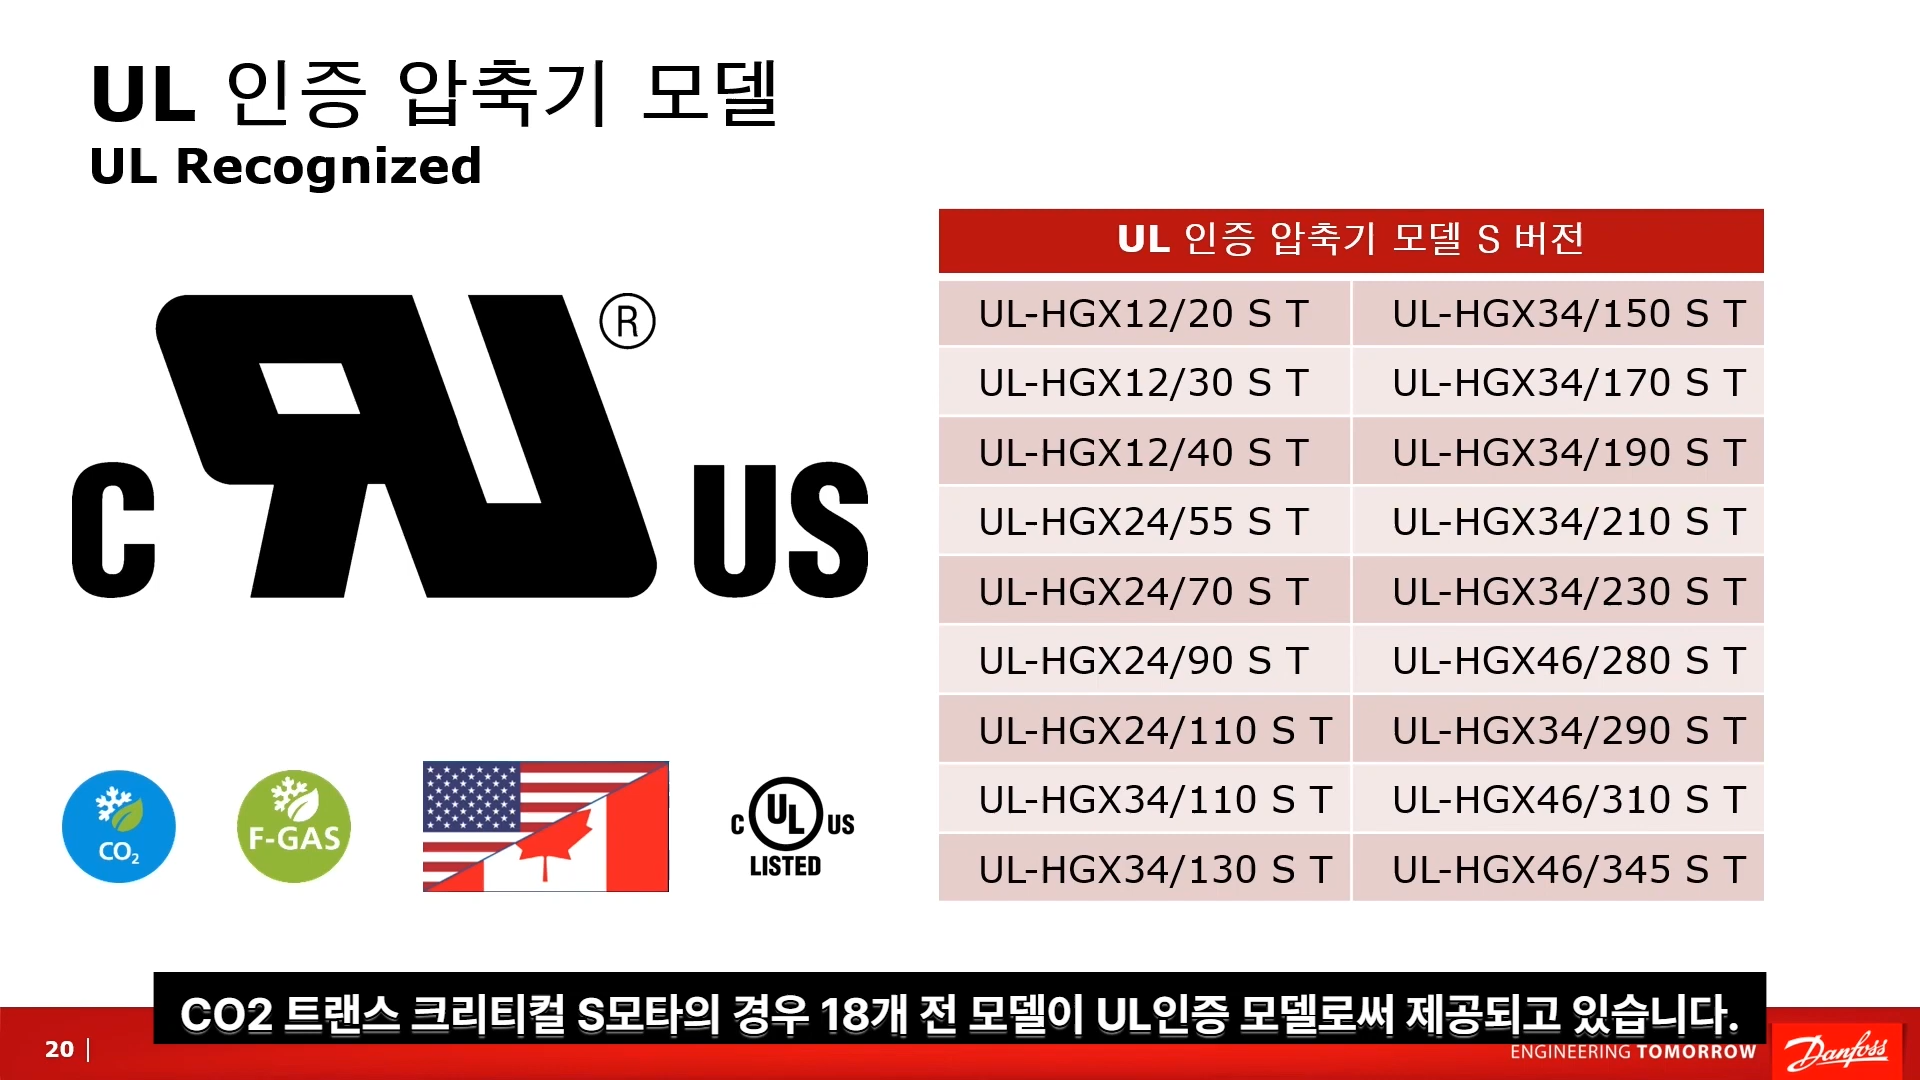 UL 인증 압축기 모델
UL Recognized
C RU ® US
CO2
F-GAS
C UL US
LISTED
UL 인증 압축기 모델 S 버전
UL-HGX12/20 S T UL-HGX34/150 S T
UL-HGX12/30 S T UL-HGX34/170 S T
UL-HGX12/40 S T UL-HGX34/190 S T
UL-HGX24/55 S T UL-HGX34/210 S T
UL-HGX24/70 S T UL-HGX34/230 S T
UL-HGX24/90 S T UL-HGX46/280 S T
UL-HGX24/110 S T UL-HGX34/290 S T
UL-HGX34/110 S T UL-HGX46/310 S T
UL-HGX34/130 S T UL-HGX46/345 S T
CO2 트랜스 크리티컬 S모타의 경우 18개 전 모델이 UL인증 모델로써 제공되고 있습니다.
20 |
ENGINEERING TOMORROW
Danfoss